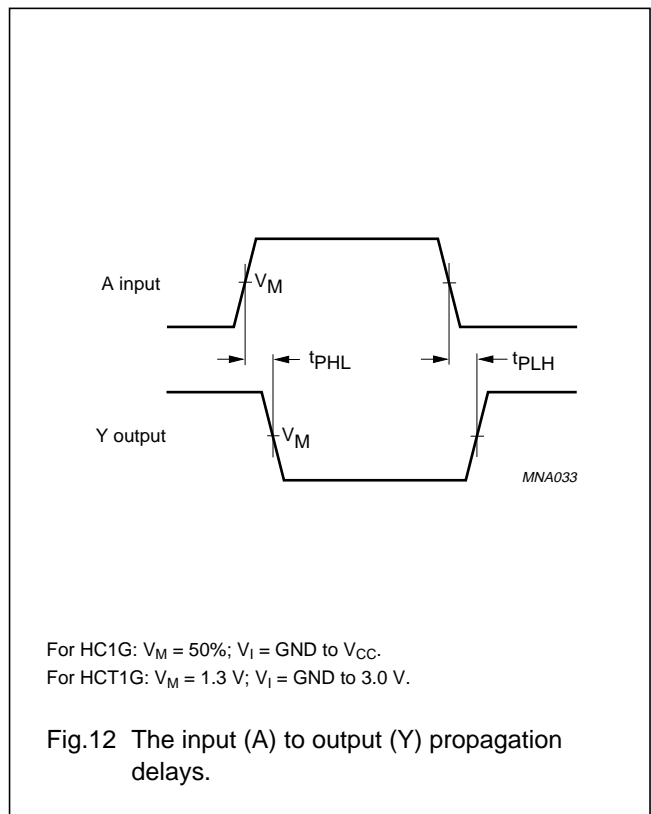 A input
V_M
t_PHL
t_PLH
Y output
V_M
MNA033
For HC1G: V_M = 50%; V_I = GND to V_CC.
For HCT1G: V_M = 1.3 V; V_I = GND to 3.0 V.
Fig.12 The input (A) to output (Y) propagation
delays.